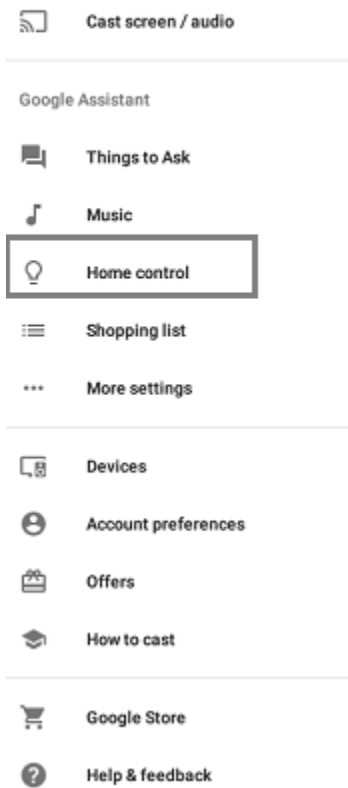 Cast screen / audio
Google Assistant
Things to Ask
Music
Home control
Shopping list
More settings
Devices
Account preferences
Offers
How to cast
Google Store
Help & feedback